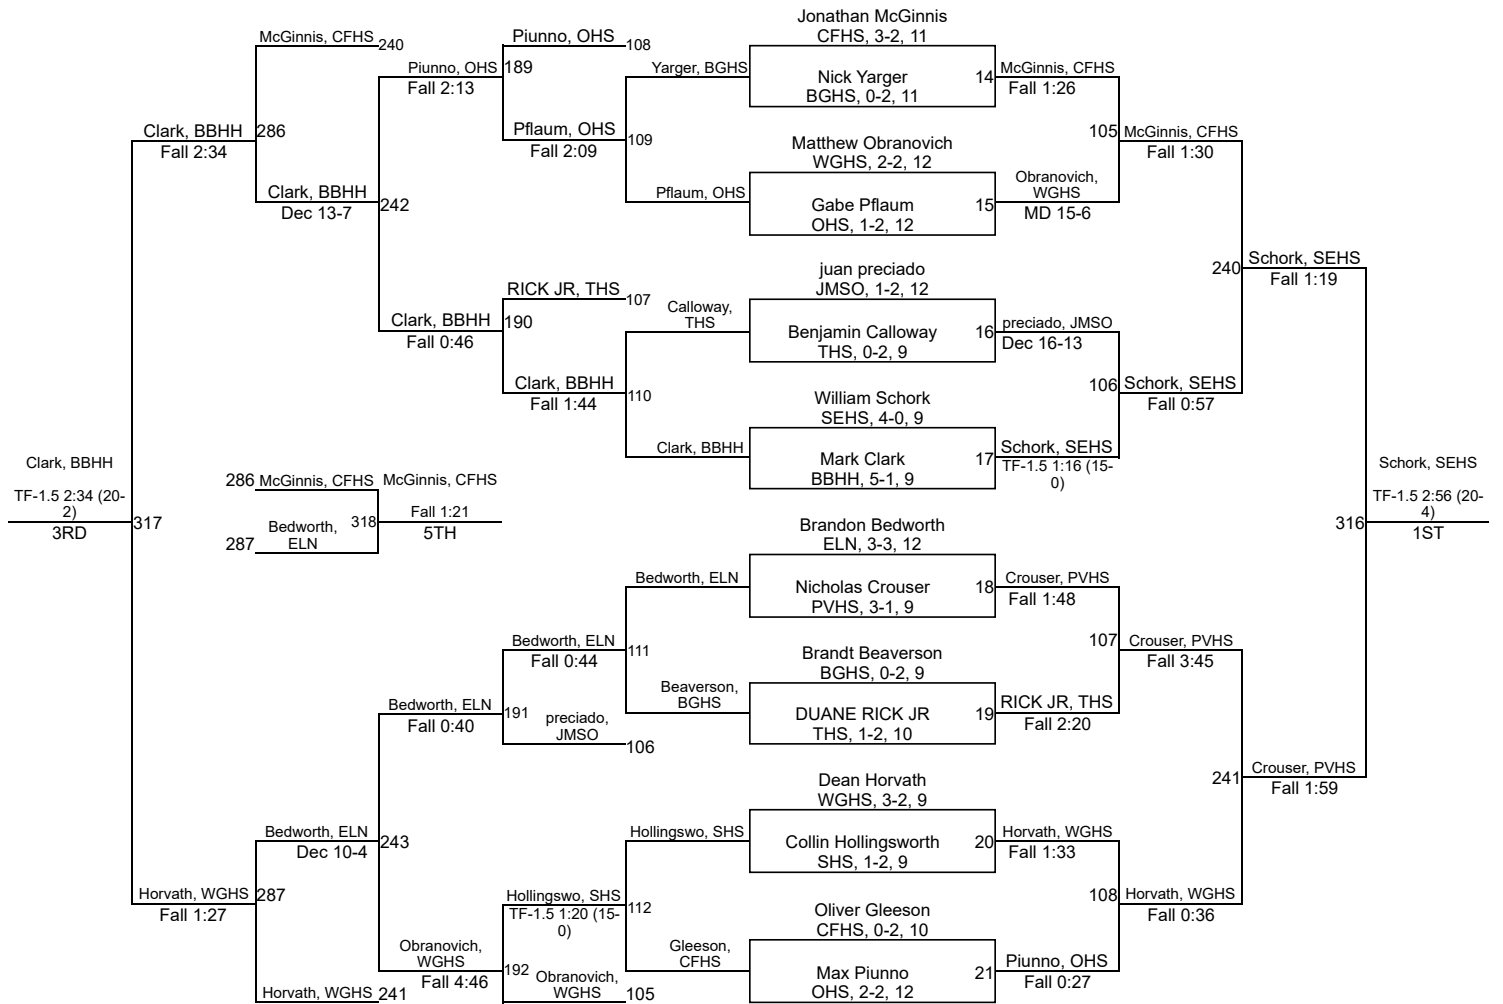 Jonathan McGinnis
CFHS, 3-2, 11
McGinnis, CFHS
240
Piunno, OHS
108
Piunno, OHS
189
Fall 2:13
Yarger, BGHS
Nick Yarger
BGHS, 0-2, 11
14
McGinnis, CFHS
Fall 1:26
Clark, BBHH
286
Fall 2:34
Pflaum, OHS
109
Fall 2:09
Matthew Obranovich
WGHS, 2-2, 12
105
McGinnis, CFHS
Fall 1:30
Clark, BBHH
Dec 13-7
242
Pflaum, OHS
Gabe Pflaum
OHS, 1-2, 12
15
Obranovich,
WGHS
MD 15-6
juan preciado
JMSO, 1-2, 12
240
Schork, SEHS
Fall 1:19
RICK JR, THS
107
Clark, BBHH
190
Fall 0:46
Calloway,
THS
Benjamin Calloway
THS, 0-2, 9
16
preciado, JMSO
Dec 16-13
Clark, BBHH
110
Fall 1:44
William Schork
SEHS, 4-0, 9
106
Schork, SEHS
Fall 0:57
Clark, BBHH
Mark Clark
BBHH, 5-1, 9
17
Schork, SEHS
TF-1.5 1:16 (15-
0)
Clark, BBHH
TF-1.5 2:34 (20-
2)
3RD
317
286
McGinnis, CFHS
McGinnis, CFHS
318
Fall 1:21
5TH
287
Bedworth,
ELN
Schork, SEHS
TF-1.5 2:56 (20-
4)
1ST
316
Brandon Bedworth
ELN, 3-3, 12
Bedworth, ELN
Nicholas Crouser
PVHS, 3-1, 9
18
Crouser, PVHS
Fall 1:48
Bedworth, ELN
111
Fall 0:44
Brandt Beaverson
BGHS, 0-2, 9
107
Crouser, PVHS
Fall 3:45
Bedworth, ELN
191
Fall 0:40
preciado,
JMSO
106
Beaverson,
BGHS
DUANE RICK JR
THS, 1-2, 10
19
RICK JR, THS
Fall 2:20
Dean Horvath
WGHS, 3-2, 9
241
Crouser, PVHS
Fall 1:59
Bedworth, ELN
243
Dec 10-4
Hollingswo, SHS
Collin Hollingsworth
SHS, 1-2, 9
20
Horvath, WGHS
Fall 1:33
Horvath, WGHS
287
Fall 1:27
Hollingswo, SHS
112
TF-1.5 1:20 (15-
0)
Oliver Gleeson
CFHS, 0-2, 10
108
Horvath, WGHS
Fall 0:36
Obranovich,
WGHS
192
Fall 4:46
Gleeson,
CFHS
Max Piunno
OHS, 2-2, 12
21
Piunno, OHS
Fall 0:27
Horvath, WGHS
241
Obranovich,
WGHS
105